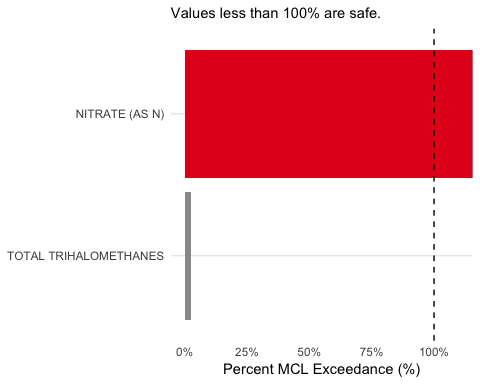 Values less than 100% are safe.
NITRATE (AS N)
TOTAL TRIHALOMETHANES
0% 25% 50% 75% 100%
Percent MCL Exceedance (%)